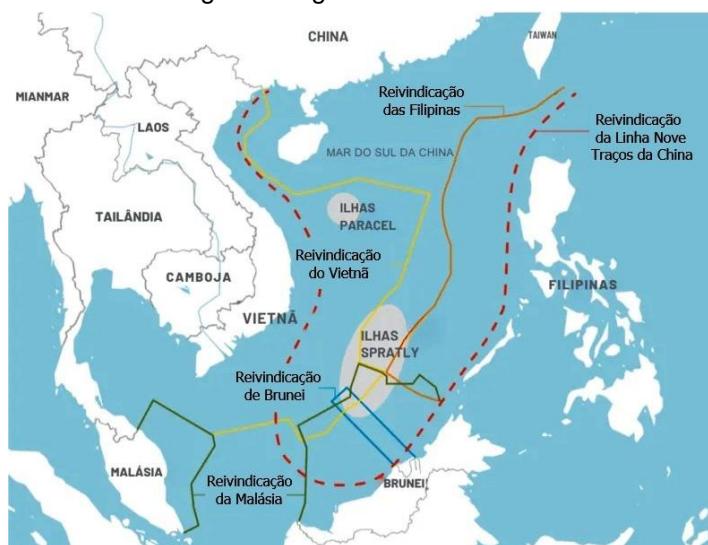 CHINA
TAIWAN
MIANMAR
Reivindicação
das Filipinas
Reivindicação
da Linha Nove
Traços da China
LAOS
MAR DO SUL DA CHINA
TAILÂNDIA
ILHAS
PARACEL
Reivindicação
do Vietnã
CAMBOJA
FILIPINAS
VIETNÃ
ILHAS
SPRATLY
Reivindicação
de Brunei
MALÁSIA
Reivindicação
da Malásia
BRUNEI